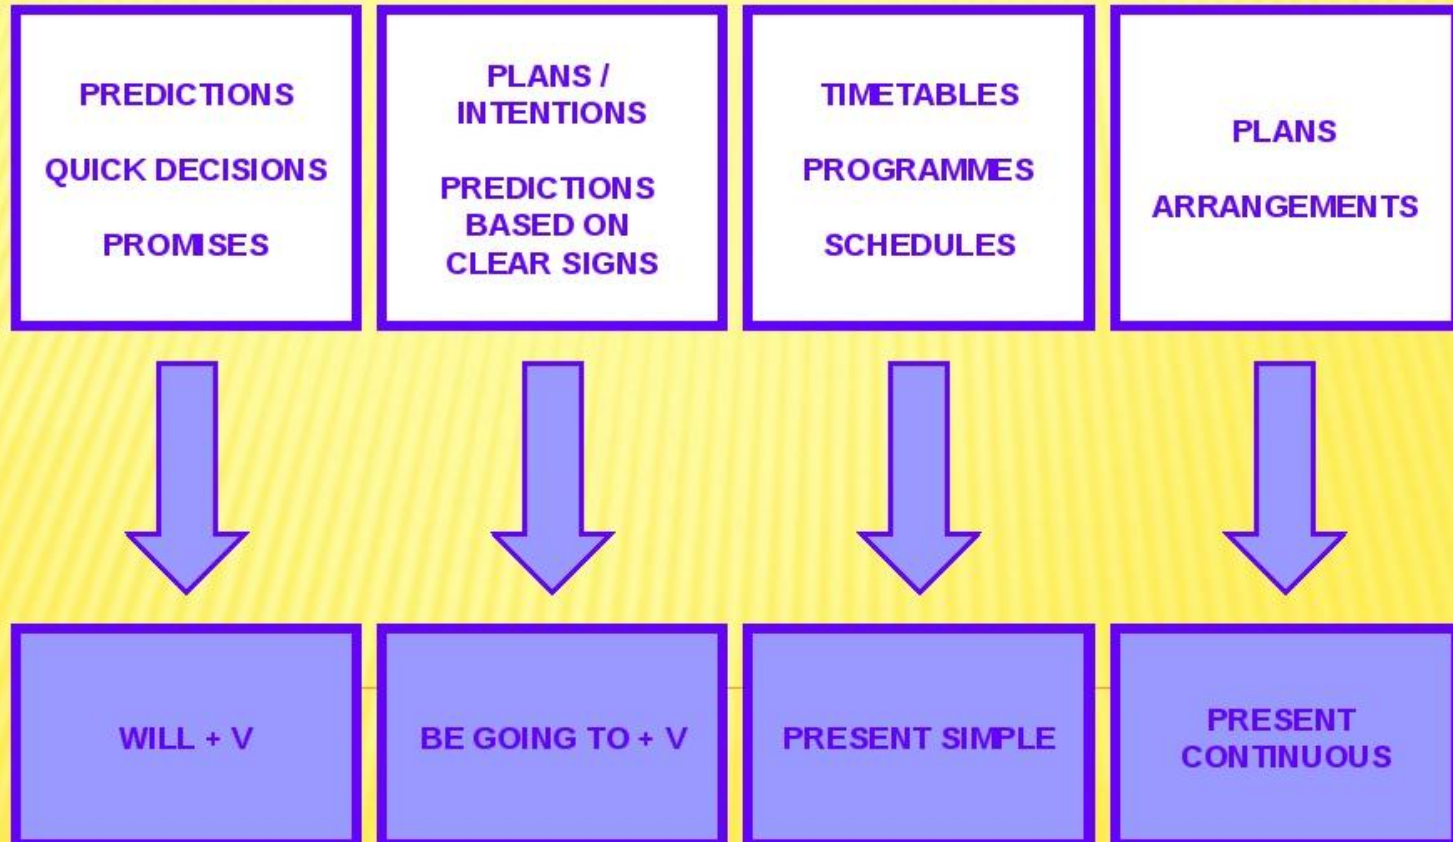 PREDICTIONS
QUICK DECISIONS
PROMISES
PLANS /
INTENTIONS
PREDICTIONS
BASED ON
CLEAR SIGNS
TIMETABLES
PROGRAMMES
SCHEDULES
PLANS
ARRANGEMENTS
WILL + V
BE GOING TO + V
PRESENT SIMPLE
PRESENT
CONTINUOUS